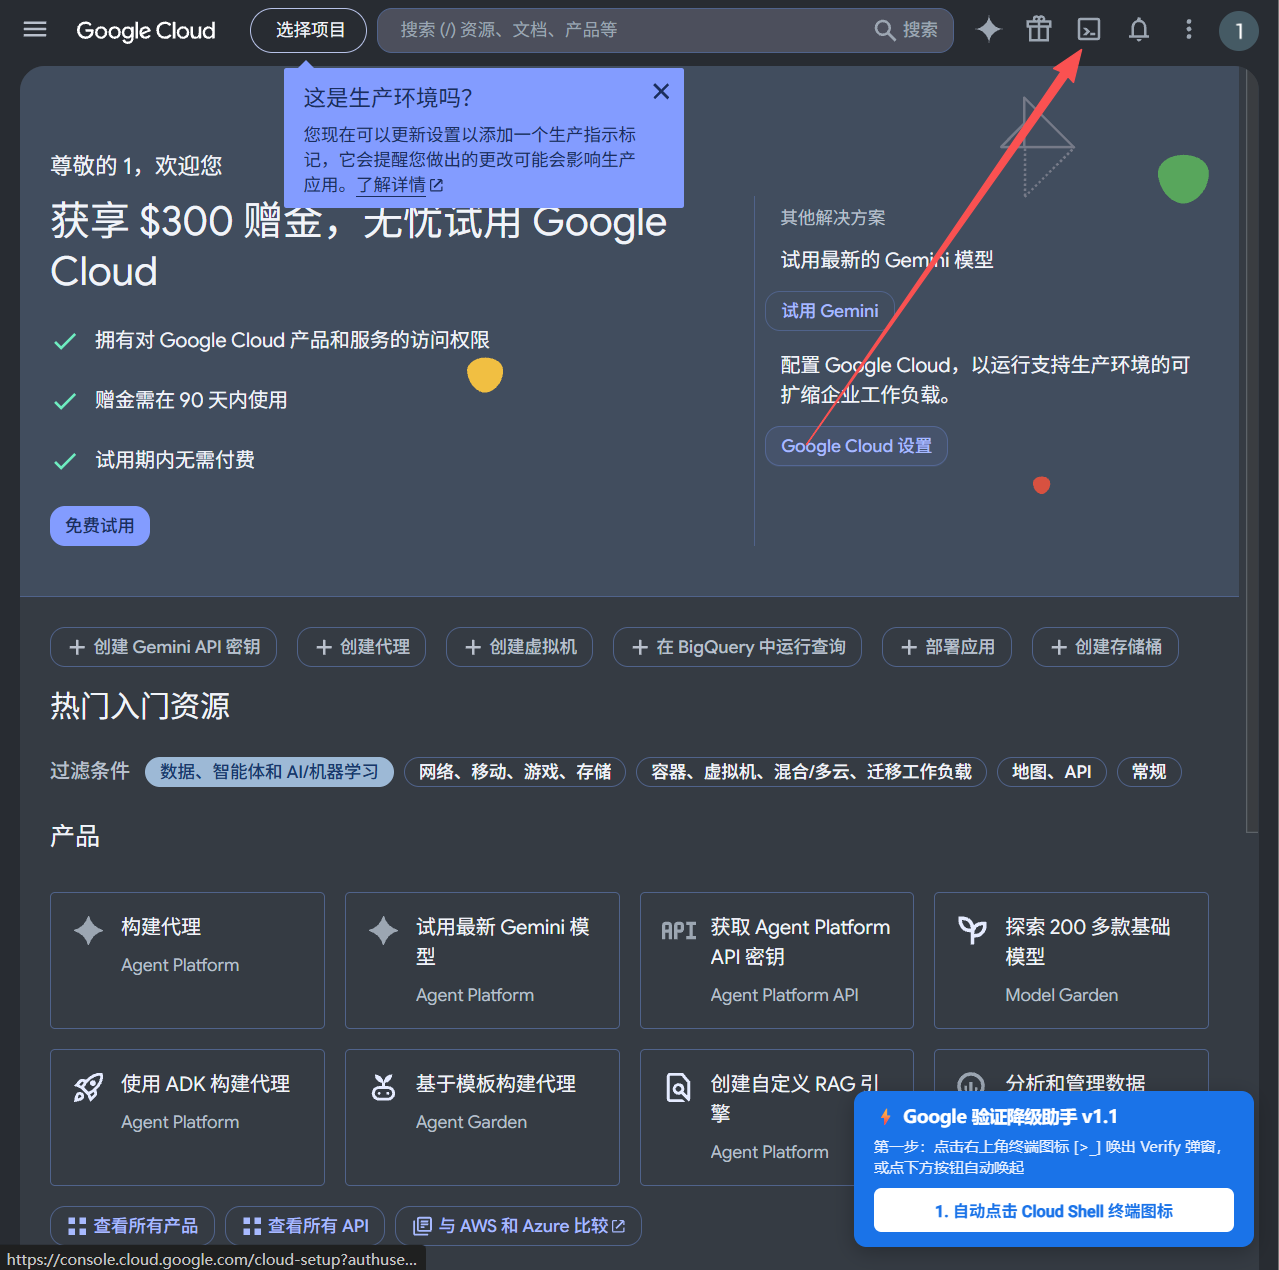 Google Cloud
选择项目
搜索 (/) 资源、文档、产品等
搜索
1
这是生产环境吗？
您现在可以更新设置以添加一个生产指示标
记，它会提醒您做出的更改可能会影响生产
应用。了解详情
尊敬的 1，欢迎您
获享 $300 赠金，无忧试用 Google
Cloud
拥有对 Google Cloud 产品和服务的访问权限
赠金需在 90 天内使用
试用期内无需付费
免费试用
其他解决方案
试用最新的 Gemini 模型
试用 Gemini
配置 Google Cloud，以运行支持生产环境的可
扩缩企业工作负载。
Google Cloud 设置
创建 Gemini API 密钥
创建代理
创建虚拟机
在 BigQuery 中运行查询
部署应用
创建存储桶
热门入门资源
过滤条件
数据、智能体和 AI/机器学习
网络、移动、游戏、存储
容器、虚拟机、混合/多云、迁移工作负载
地图、API
常规
产品
构建代理
Agent Platform
试用最新 Gemini 模
型
Agent Platform
API
获取 Agent Platform
API 密钥
Agent Platform API
探索 200 多款基础
模型
Model Garden
使用 ADK 构建代理
Agent Platform
基于模板构建代理
Agent Garden
创建自定义 RAG 引
擎
Agent Platform
分析和管理数据
Google 验证降级助手 v1.1
第一步：点击右上角终端图标 [>_] 唤出 Verify 弹窗，
或点下方按钮自动唤起
1. 自动点击 Cloud Shell 终端图标
查看所有产品
查看所有 API
与 AWS 和 Azure 比较
https://console.cloud.google.com/cloud-setup?authuse...